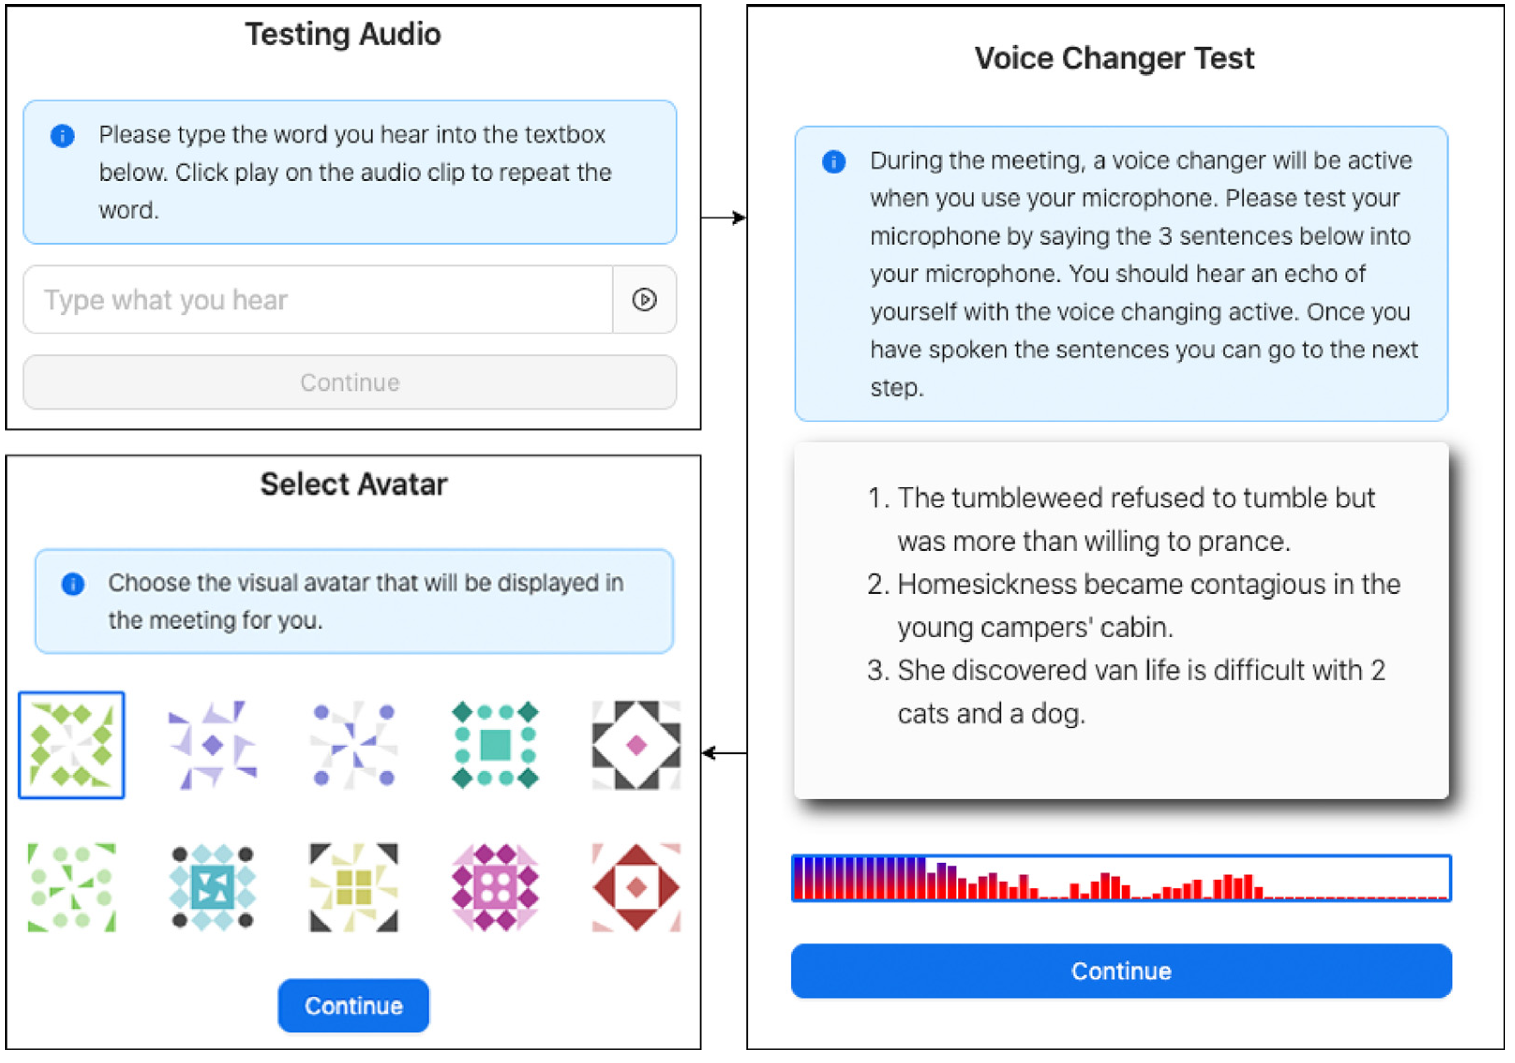 Testing Audio
Please type the word you hear into the textbox
below. Click play on the audio clip to repeat the
word.
Type what you hear
Continue
Voice Changer Test
During the meeting, a voice changer will be active
when you use your microphone. Please test your
microphone by saying the 3 sentences below into
your microphone. You should hear an echo of
yourself with the voice changing active. Once you
have spoken the sentences you can go to the next
step.
1. The tumbleweed refused to tumble but
was more than willing to prance.
2. Homesickness became contagious in the
young campers' cabin.
3. She discovered van life is difficult with 2
cats and a dog.
Continue
Select Avatar
Choose the visual avatar that will be displayed in
the meeting for you.
Continue